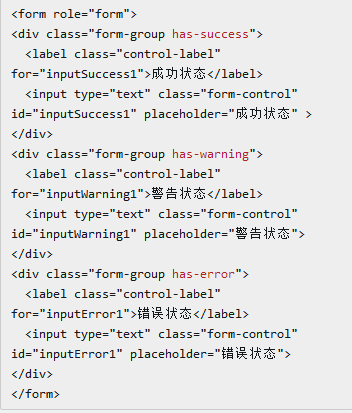 <form role="form">
<div class="form-group has-success">
  <label class="control-label"
for="inputSuccess1">成功状态</label>
  <input type="text" class="form-control"
id="inputSuccess1" placeholder="成功状态" >
</div>
<div class="form-group has-warning">
  <label class="control-label"
for="inputWarning1">警告状态</label>
  <input type="text" class="form-control"
id="inputWarning1" placeholder="警告状态">
</div>
<div class="form-group has-error">
  <label class="control-label"
for="inputError1">错误状态</label>
  <input type="text" class="form-control"
id="inputError1" placeholder="错误状态">
</div>
</form>